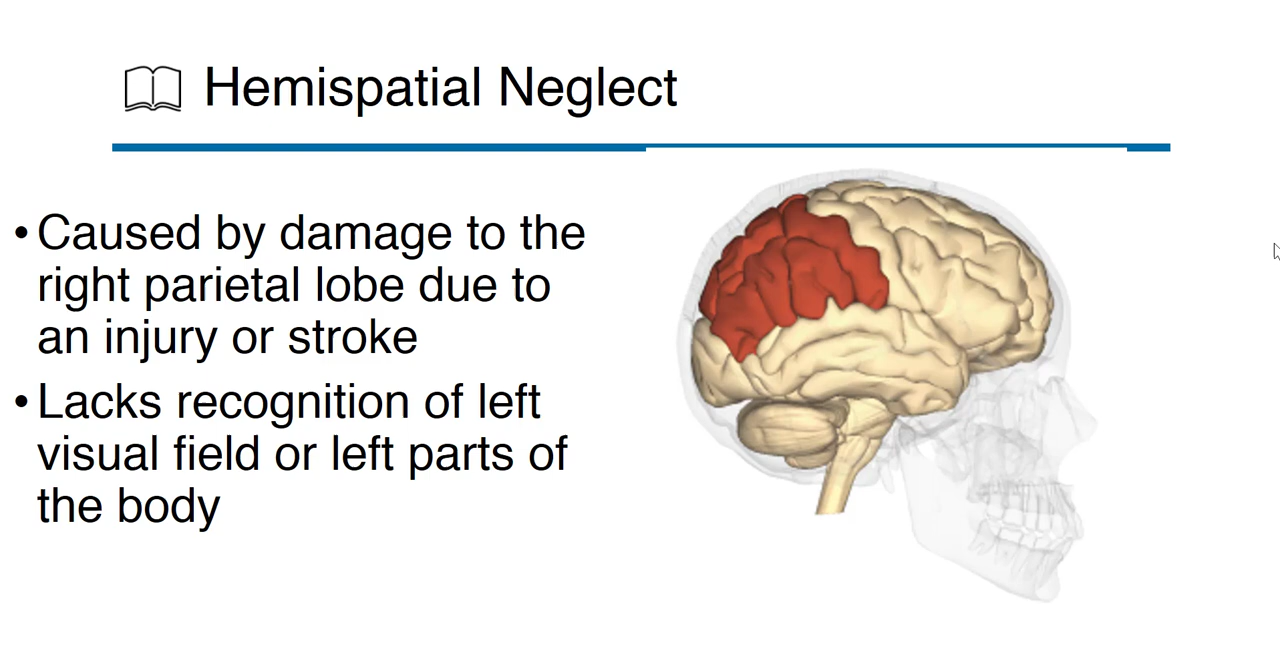 Hemispatial Neglect
• Caused by damage to the
right parietal lobe due to
an injury or stroke
• Lacks recognition of left
visual field or left parts of
the body